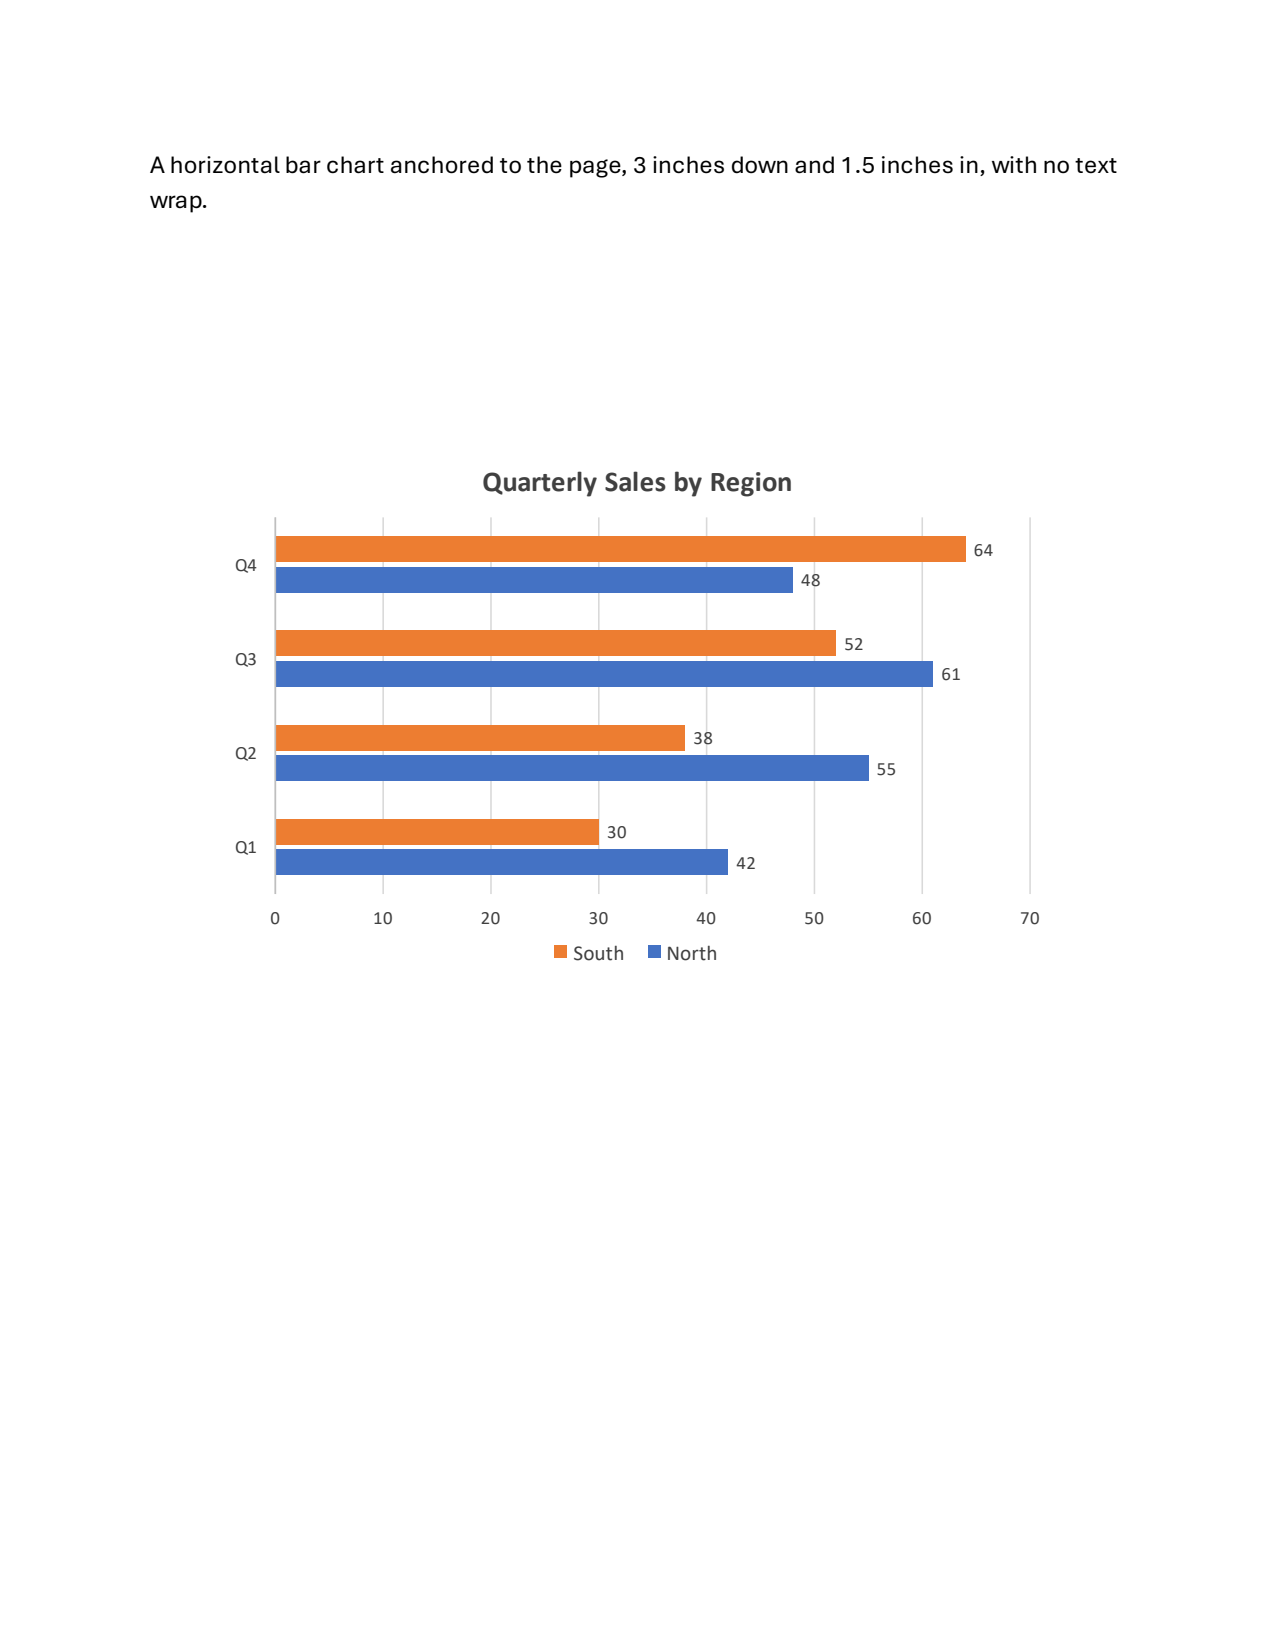 A horizontal bar chart anchored to the page, 3 inches down and 1.5 inches in, with no text
wrap.
Quarterly Sales by Region
Q4
64
48
Q3
52
61
Q2
38
55
Q1
30
42
0 10 20 30 40 50 60 70
South North